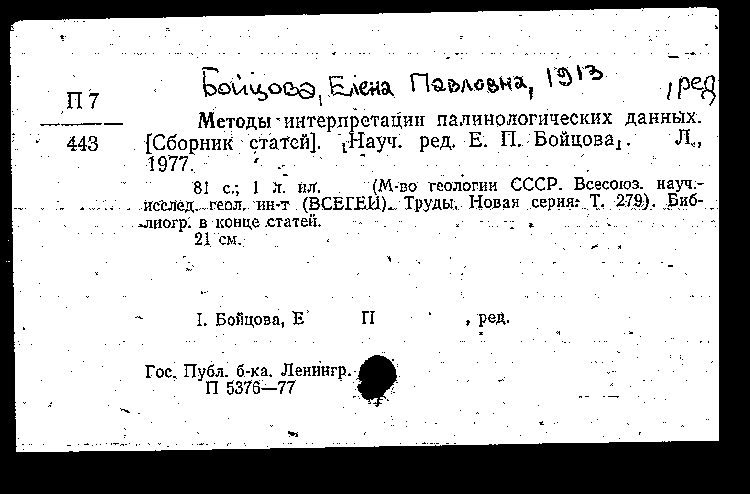 Бойцова, Елена Павловна, 1913 , ред
П 7
443
Методы интерпретации палинологических данных.
[Сборник статей]. [Науч. ред. Е. П. Бойцова]. Л.,
1977.
81 с.; 1 л. ил. (М-во геологии СССР. Всесоюз. науч.-
исслед. геол. ин-т (ВСЕГЕИ). Труды. Новая серия. Т. 279). Биб-
лиогр. в конце статей.
21 см.
I. Бойцова, Е П , ред.
Гос. Публ. б-ка. Ленингр.
П 5376—77